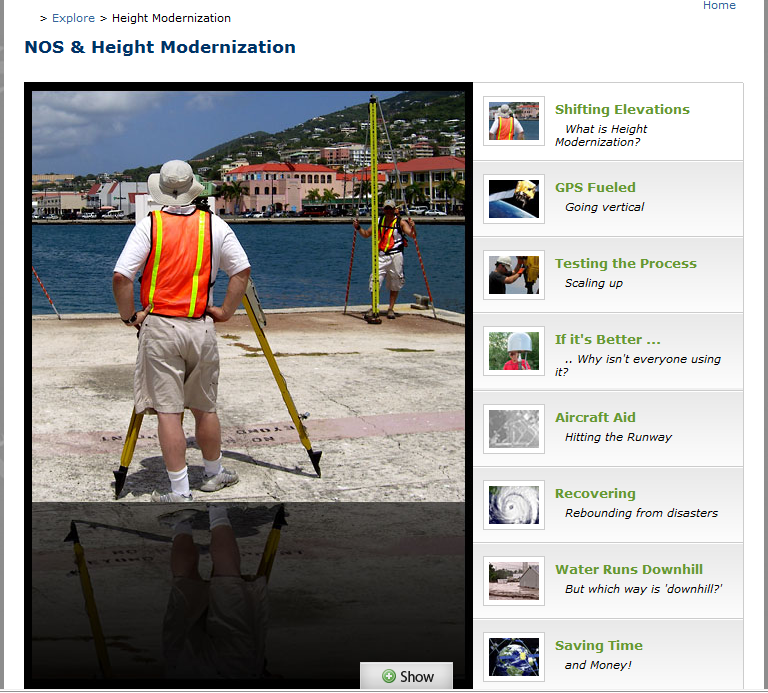 Home
> Explore > Height Modernization
NOS & Height Modernization
Shifting Elevations
What is Height
Modernization?
GPS Fueled
Going vertical
Testing the Process
Scaling up
If it's Better ...
.. Why isn't everyone using
it?
Aircraft Aid
Hitting the Runway
Recovering
Rebounding from disasters
Water Runs Downhill
But which way is 'downhill?'
Saving Time
and Money!
NO
BEYOND
Show